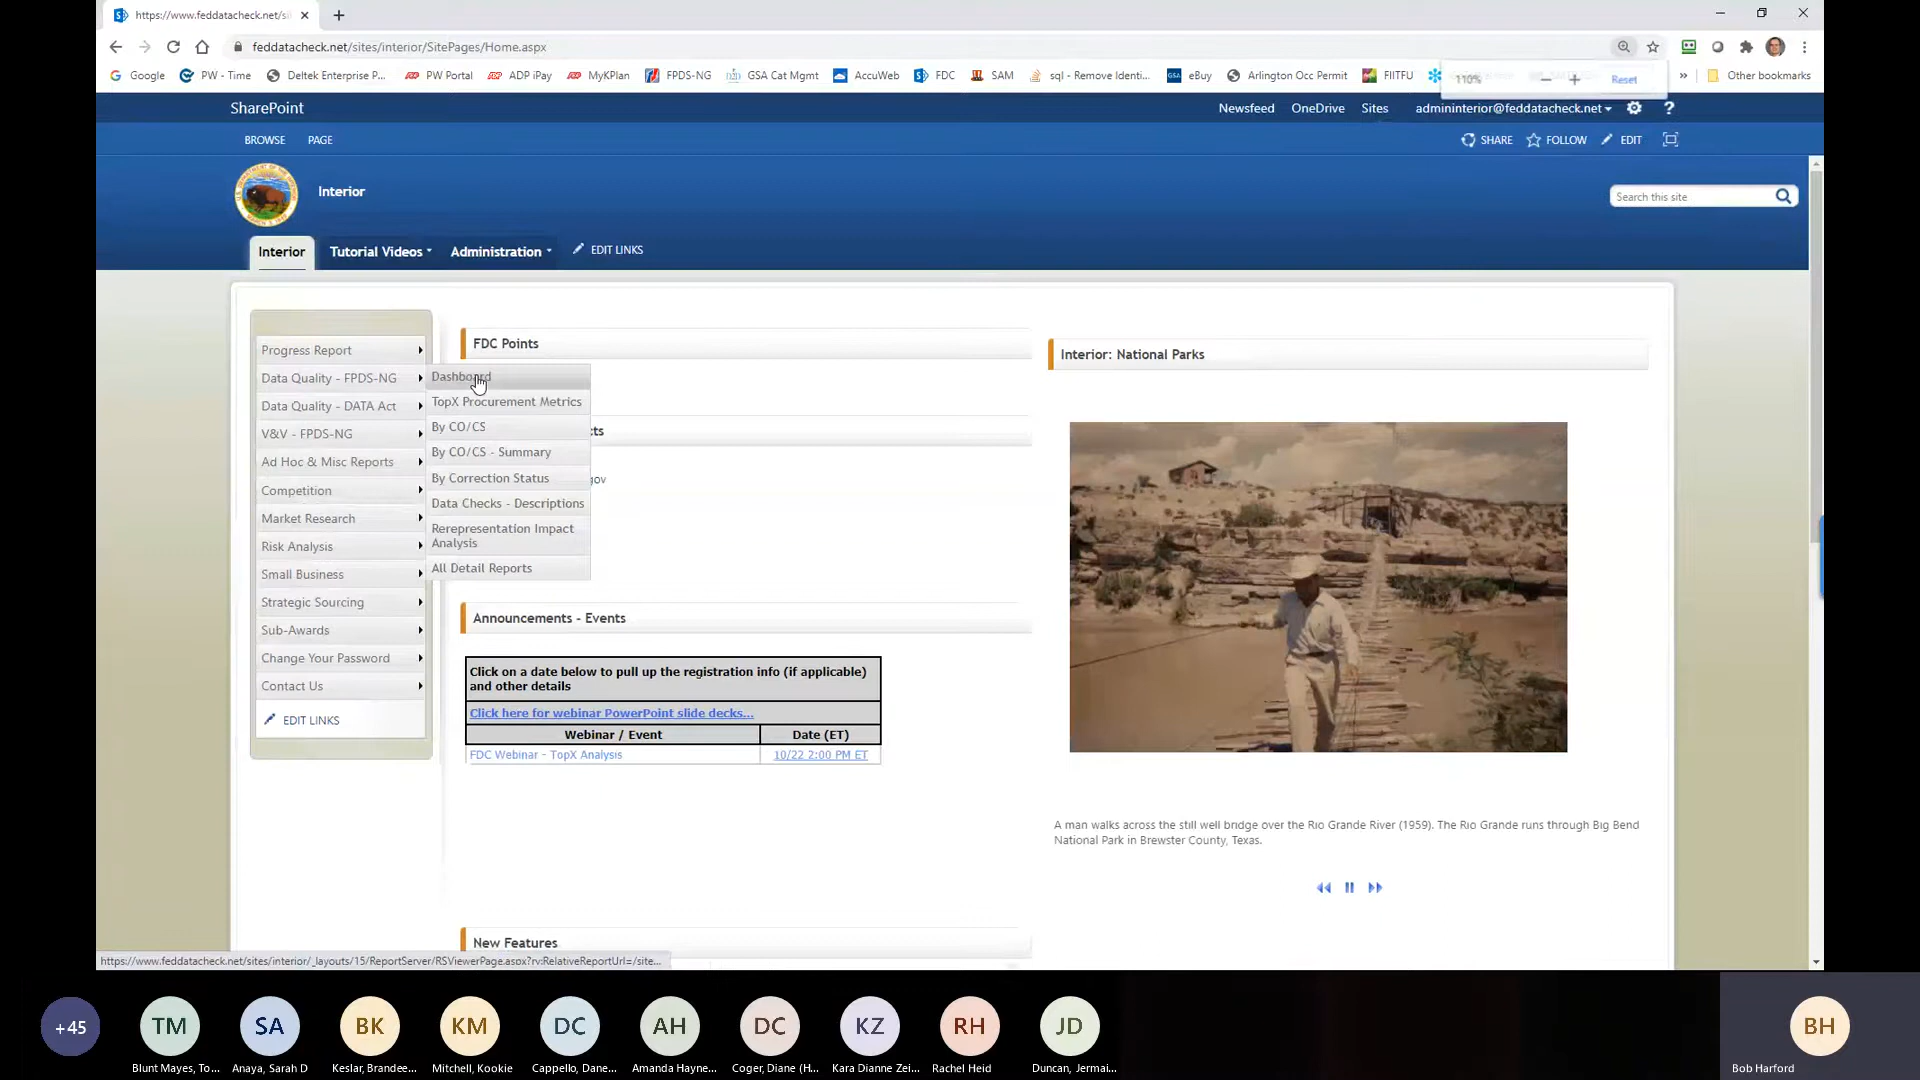 https://www.feddatacheck.net/si
feddatacheck.net/sites/interior/SitePages/Home.aspx
Google
PW - Time
Deltek Enterprise P...
PW Portal
ADP iPay
MyKPlan
FPDS-NG
GSA Cat Mgmt
AccuWeb
FDC
SAM
sql - Remove Identi...
eBuy
Arlington Occ Permit
FIITFU
Other bookmarks
110%
Reset
SharePoint
Newsfeed
OneDrive
Sites
admininterior@feddatacheck.net
BROWSE
PAGE
SHARE
FOLLOW
EDIT
Interior
Search this site
Interior
Tutorial Videos
Administration
EDIT LINKS
Progress Report
Data Quality - FPDS-NG
Data Quality - DATA Act
V&V - FPDS-NG
Ad Hoc & Misc Reports
Competition
Market Research
Risk Analysis
Small Business
Strategic Sourcing
Sub-Awards
Change Your Password
Contact Us
EDIT LINKS
Dashboard
TopX Procurement Metrics
By CO/CS
By CO/CS - Summary
By Correction Status
Data Checks - Descriptions
Rerepresentation Impact
Analysis
All Detail Reports
FDC Points
cts
gov
Announcements - Events
Click on a date below to pull up the registration info (if applicable)
and other details
Click here for webinar PowerPoint slide decks...
Webinar / Event
Date (ET)
FDC Webinar - TopX Analysis
10/22 2:00 PM ET
New Features
Interior: National Parks
A man walks across the still well bridge over the Rio Grande River (1959). The Rio Grande runs through Big Bend
National Park in Brewster County, Texas.
https://www.feddatacheck.net/sites/interior/_layouts/15/ReportServer/RSViewerPage.aspx?rv:RelativeReportUrl=/site...
+45
TM
SA
BK
KM
DC
AH
DC
KZ
RH
JD
BH
Blunt Mayes, To...
Anaya, Sarah D
Keslar, Brandee...
Mitchell, Kookie
Cappello, Dane...
Amanda Hayne...
Coger, Diane (H...
Kara Dianne Zei...
Rachel Heid
Duncan, Jermai...
Bob Harford